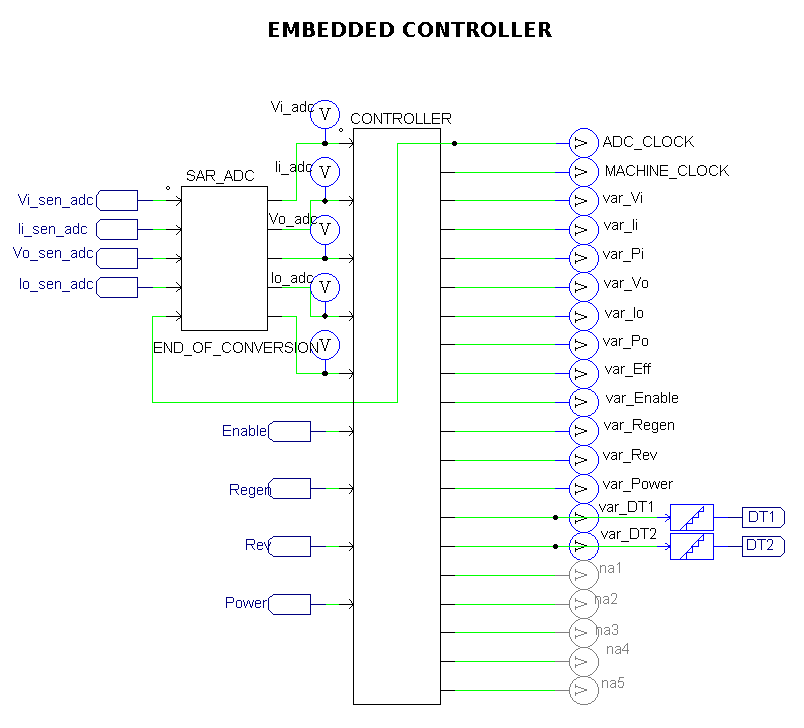 EMBEDDED CONTROLLER
Vi_adc
V
CONTROLLER
ADC_CLOCK
Ii_adc
V
MACHINE_CLOCK
SAR_ADC
Vi_sen_adc
var_Vi
Vo_adc
V
Ii_sen_adc
var_Ii
Vo_sen_adc
var_Pi
Io_adc
V
Io_sen_adc
var_Vo
var_Io
END_OF_CONVERSION
V
var_Po
var_Eff
var_Enable
Enable
var_Regen
var_Rev
Regen
var_Power
var_DT1
DT1
Rev
var_DT2
DT2
na1
Power
na2
na3
na4
na5